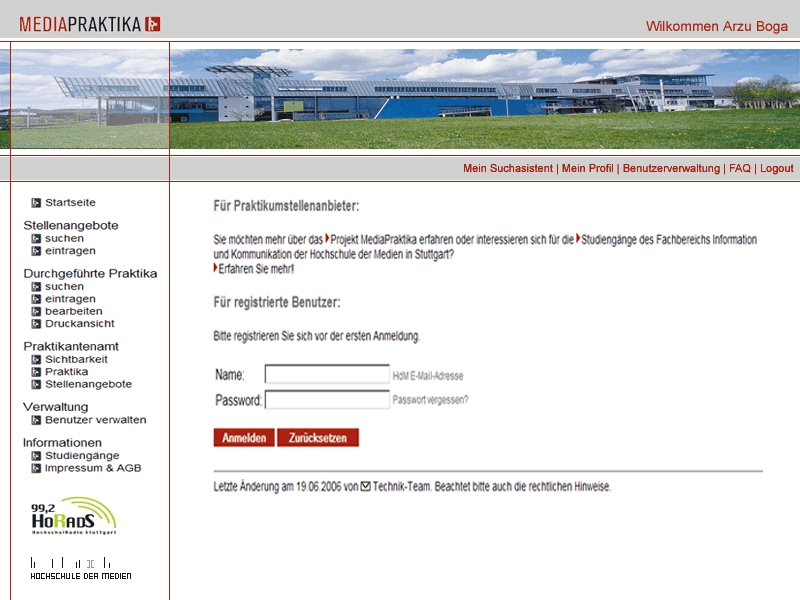 MEDIAPRAKTIKA
Wilkommen Arzu Boga
Mein Suchasistent | Mein Profil | Benutzerverwaltung | FAQ | Logout
Startseite
Stellenangebote
suchen
eintragen
Durchgeführte Praktika
suchen
eintragen
bearbeiten
Druckansicht
Praktikantenamt
Sichtbarkeit
Praktika
Stellenangebote
Verwaltung
Benutzer verwalten
Informationen
Studiengänge
Impressum & AGB
99,2
HoRadS
HochschulRadio Stuttgart
HOCHSCHULE DER MEDIEN
Für Praktikumstellenanbieter:
Sie möchten mehr über das Projekt MediaPraktika erfahren oder interessieren sich für die Studiengänge des Fachbereichs Information
und Kommunikation der Hochschule der Medien in Stuttgart?
Erfahren Sie mehr!
Für registrierte Benutzer:
Bitte registrieren Sie sich vor der ersten Anmeldung.
Name: HdM E-Mail-Adresse
Password: Passwort vergessen?
Anmelden Zurücksetzen
Letzte Änderung am 19.06.2006 von Technik-Team. Beachtet bitte auch die rechtlichen Hinweise.